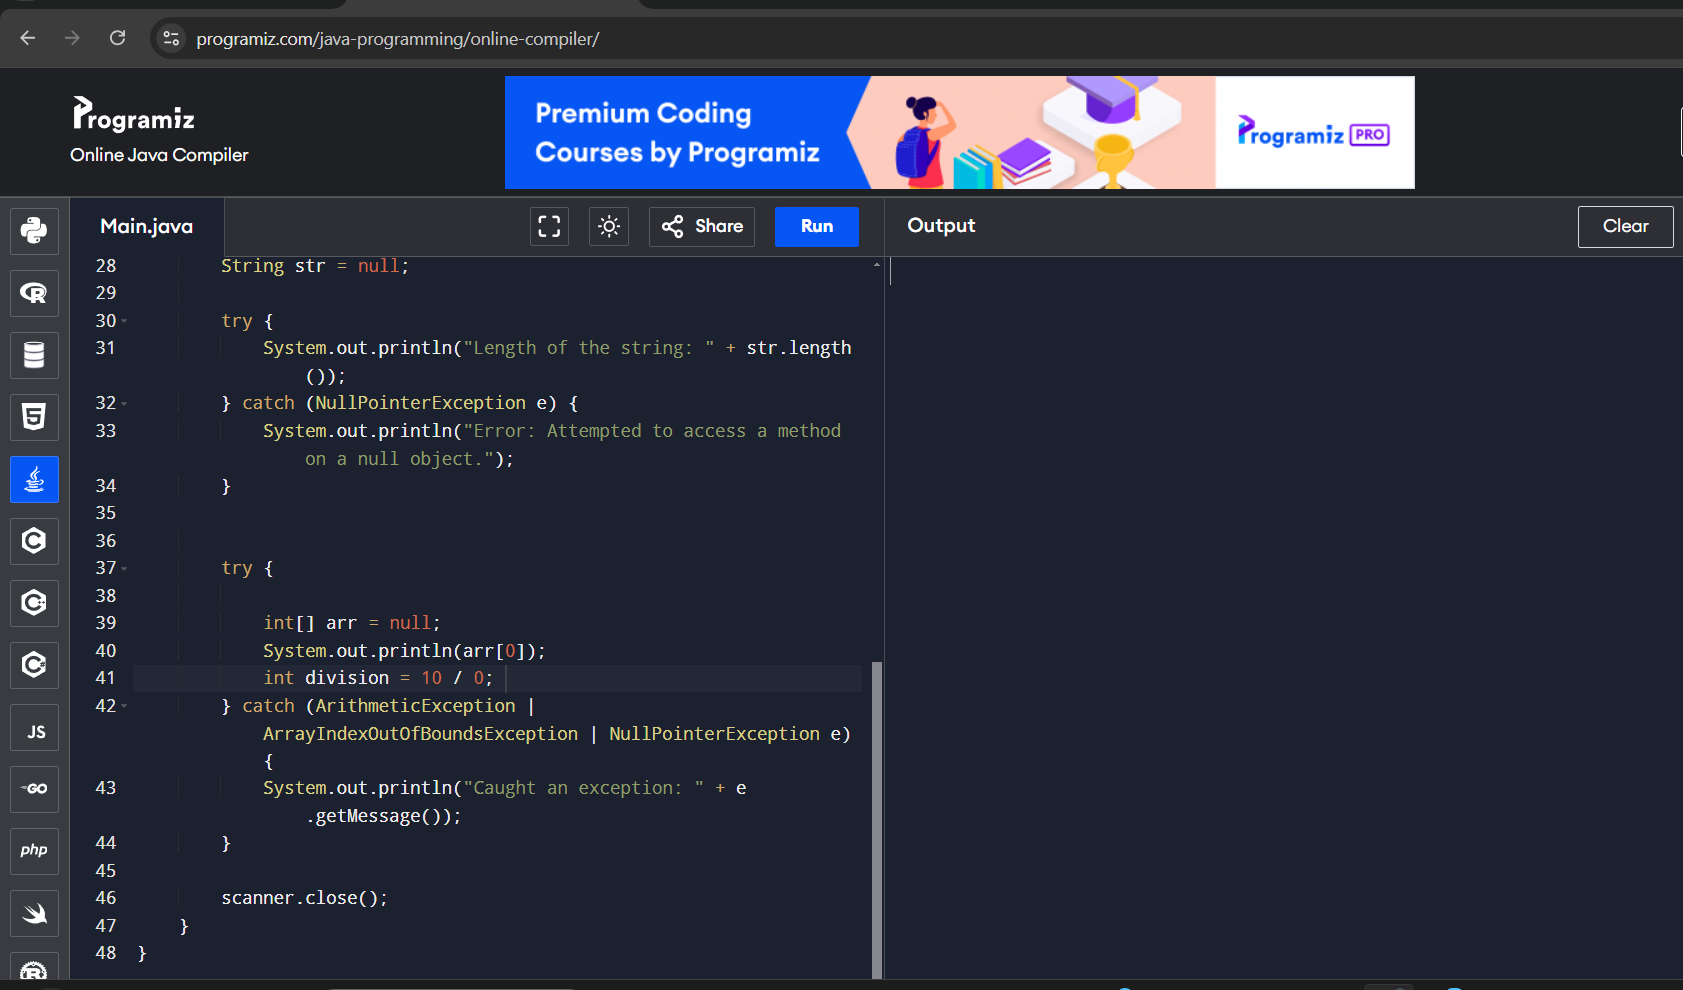 programiz.com/java-programming/online-compiler/
Programiz
Online Java Compiler
Premium Coding
Courses by Programiz
Programiz PRO
Main.java
Share
Run
Output
Clear
28 String str = null;
29
30 try {
31 System.out.println("Length of the string: " + str.length
());
32 } catch (NullPointerException e) {
33 System.out.println("Error: Attempted to access a method
on a null object.");
34 }
35
36
37 try {
38
39 int[] arr = null;
40 System.out.println(arr[0]);
41 int division = 10 / 0;
42 } catch (ArithmeticException |
ArrayIndexOutOfBoundsException | NullPointerException e)
{
43 System.out.println("Caught an exception: " + e
.getMessage());
44 }
45
46 scanner.close();
47 }
48 }
R
5
C
C
C
JS
GO
php
R